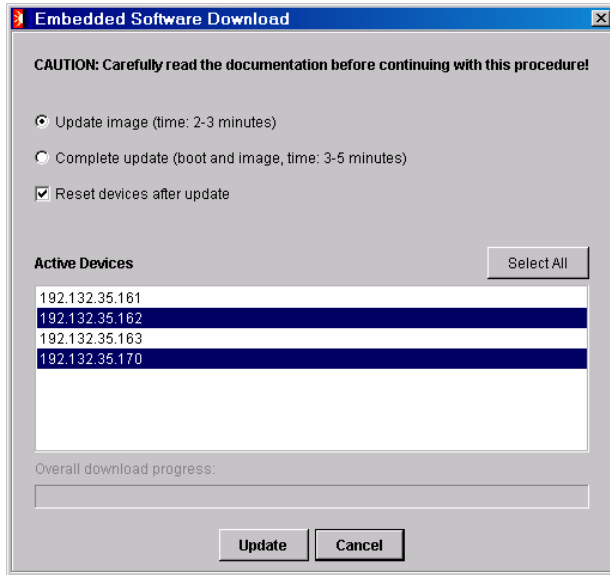 Embedded Software Download
CAUTION: Carefully read the documentation before continuing with this procedure!
Update image (time: 2-3 minutes)
Complete update (boot and image, time: 3-5 minutes)
Reset devices after update
Active Devices
Select All
192.132.35.161
192.132.35.162
192.132.35.163
192.132.35.170
Overall download progress:
Update
Cancel